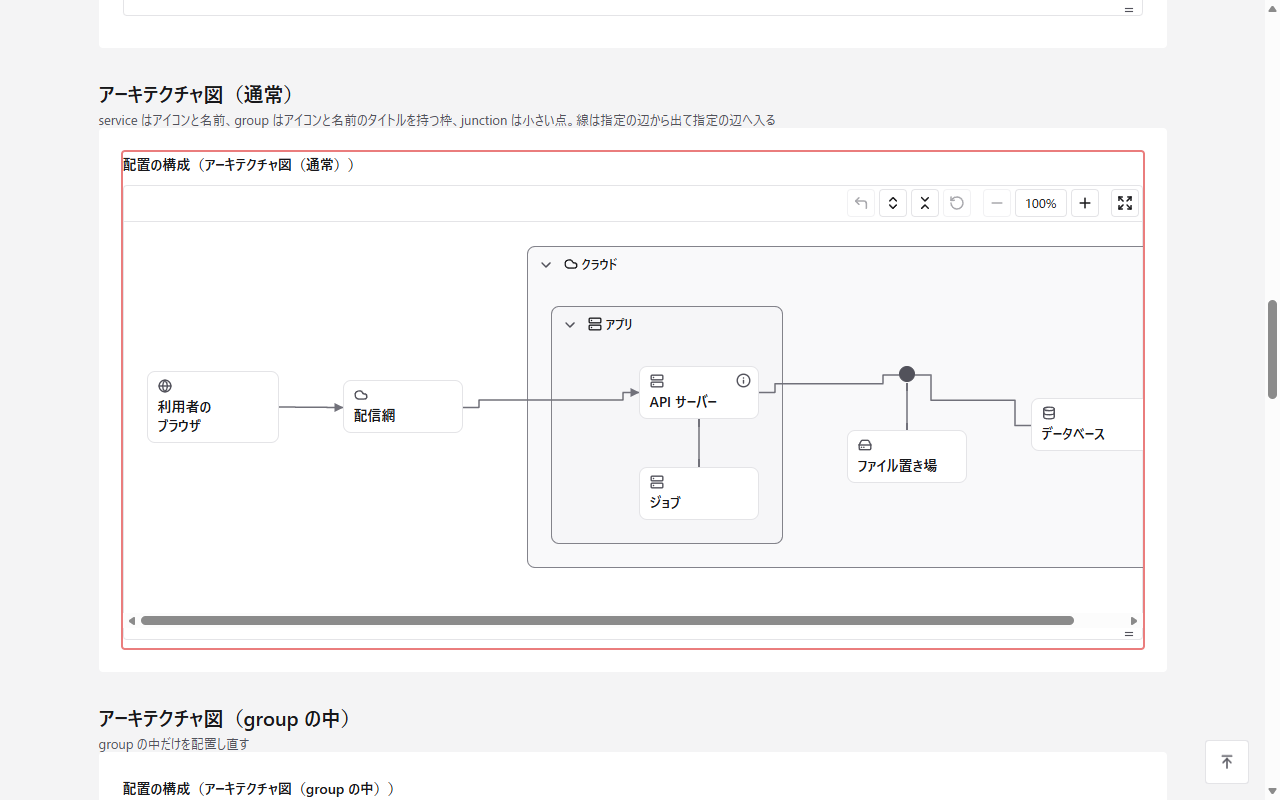 アーキテクチャ図（通常）
service はアイコンと名前、group はアイコンと名前のタイトルを持つ枠、junction は小さい点。線は指定の辺から出て指定の辺へ入る
配置の構成（アーキテクチャ図（通常））
100%
クラウド
アプリ
利用者の
ブラウザ
配信網
API サーバー
ジョブ
ファイル置き場
データベース
アーキテクチャ図（group の中）
group の中だけを配置し直す
配置の構成（アーキテクチャ図（group の中））